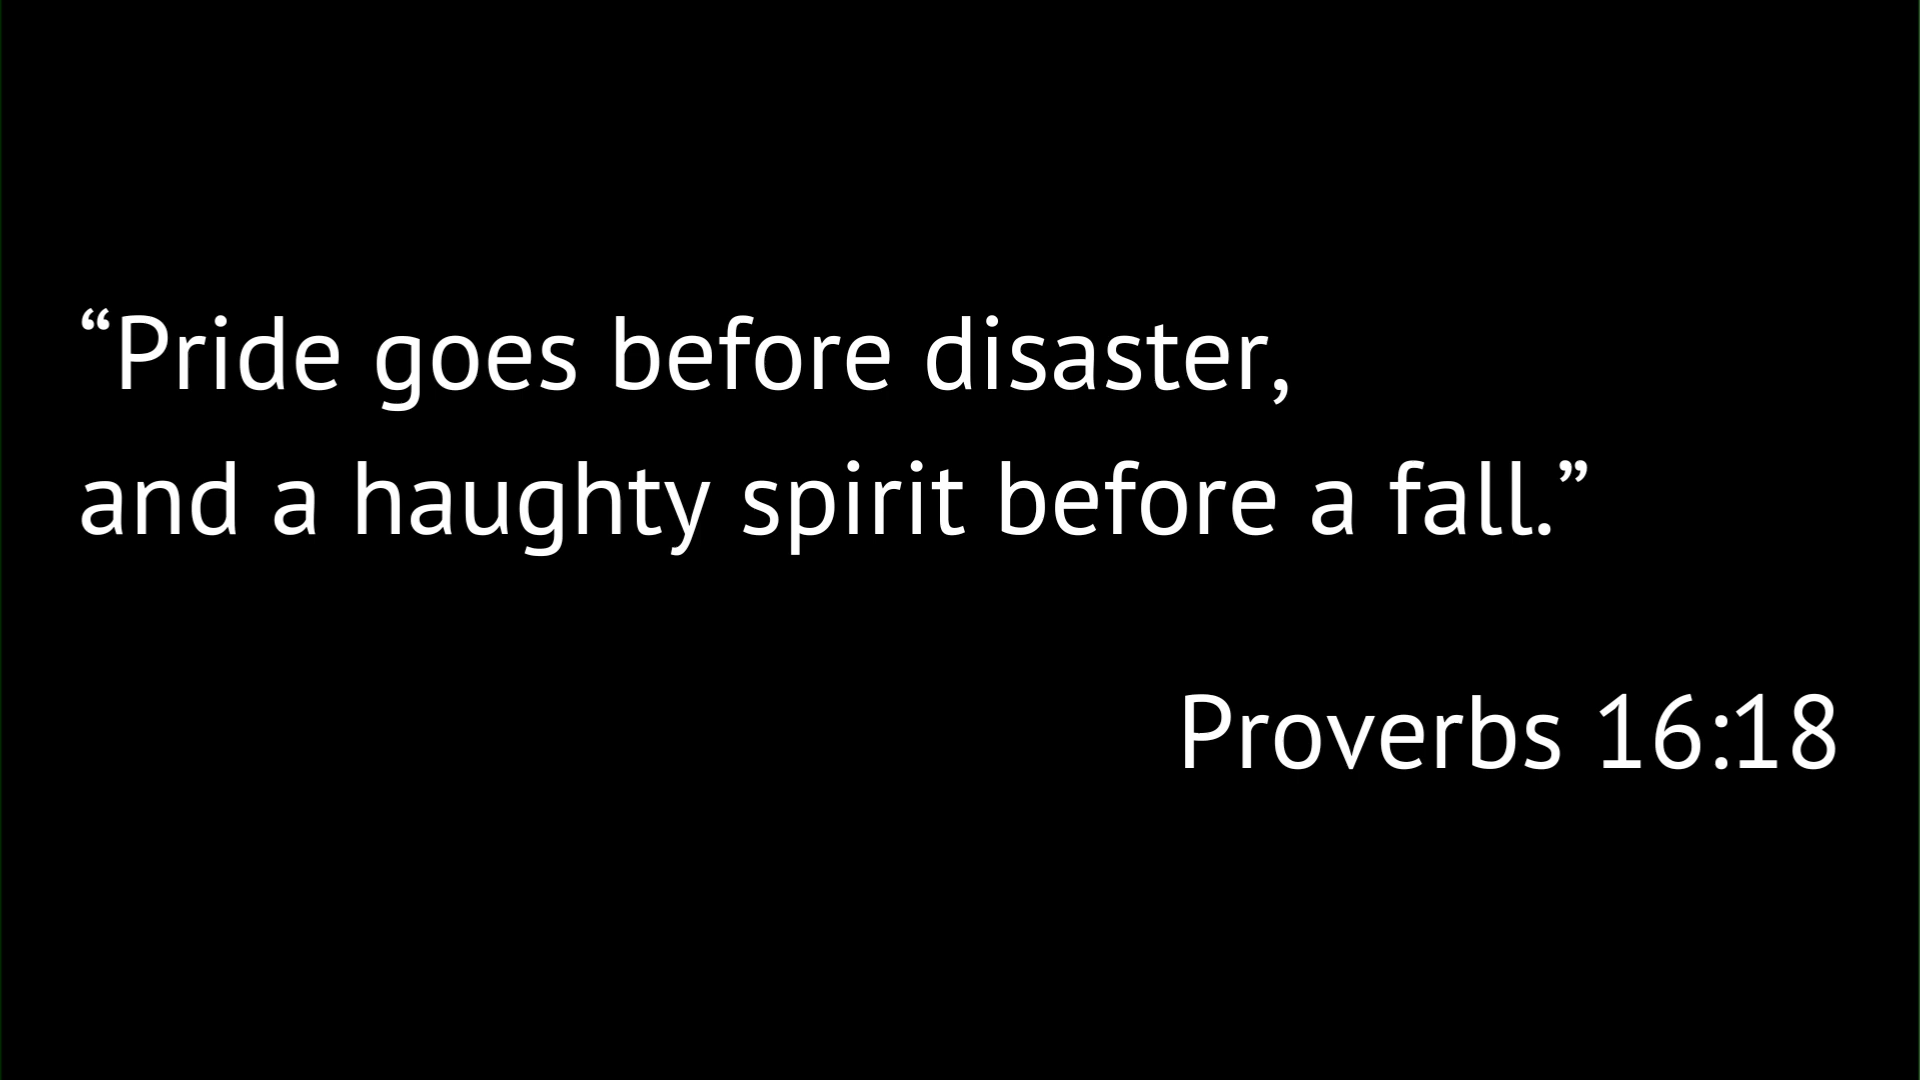 “Pride goes before disaster,
and a haughty spirit before a fall.”
Proverbs 16:18